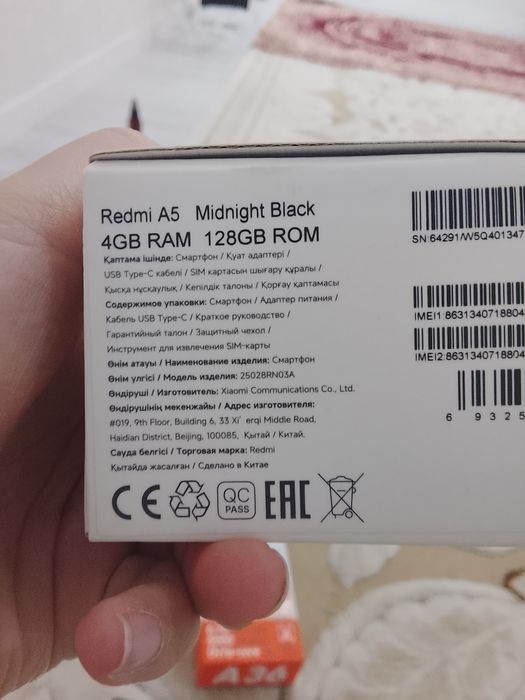 Redmi A5 Midnight Black
4GB RAM 128GB ROM
Қаптама ішінде: Смартфон / Қуат адаптері /
USB Type-C кабелі / SIM картасын шығару құралы /
Қысқа нұсқаулық / Кепілдік талоны / Қорғау қаптамасы
Содержимое упаковки: Смартфон / Адаптер питания /
Кабель USB Type-C / Краткое руководство /
Гарантийный талон / Защитный чехол /
Инструмент для извлечения SIM-карты
Өнім атауы / Наименование изделия: Смартфон
Өнім үлгісі / Модель изделия: 25028RN03A
Өндіруші / Изготовитель: Xiaomi Communications Co., Ltd.
Өндірушінің мекенжайы / Адрес изготовителя:
#019, 9th Floor, Building 6, 33 Xi' erqi Middle Road,
Haidian District, Beijing, 100085, Қытай / Китай.
Сауда белгісі / Торговая марка: Redmi
Қытайда жасалған / Сделано в Китае
CE QC PASS EAC
SN:64291/W5Q401347
IMEI1:8631340718804
IMEI2:8631340718804
6 9325
A36